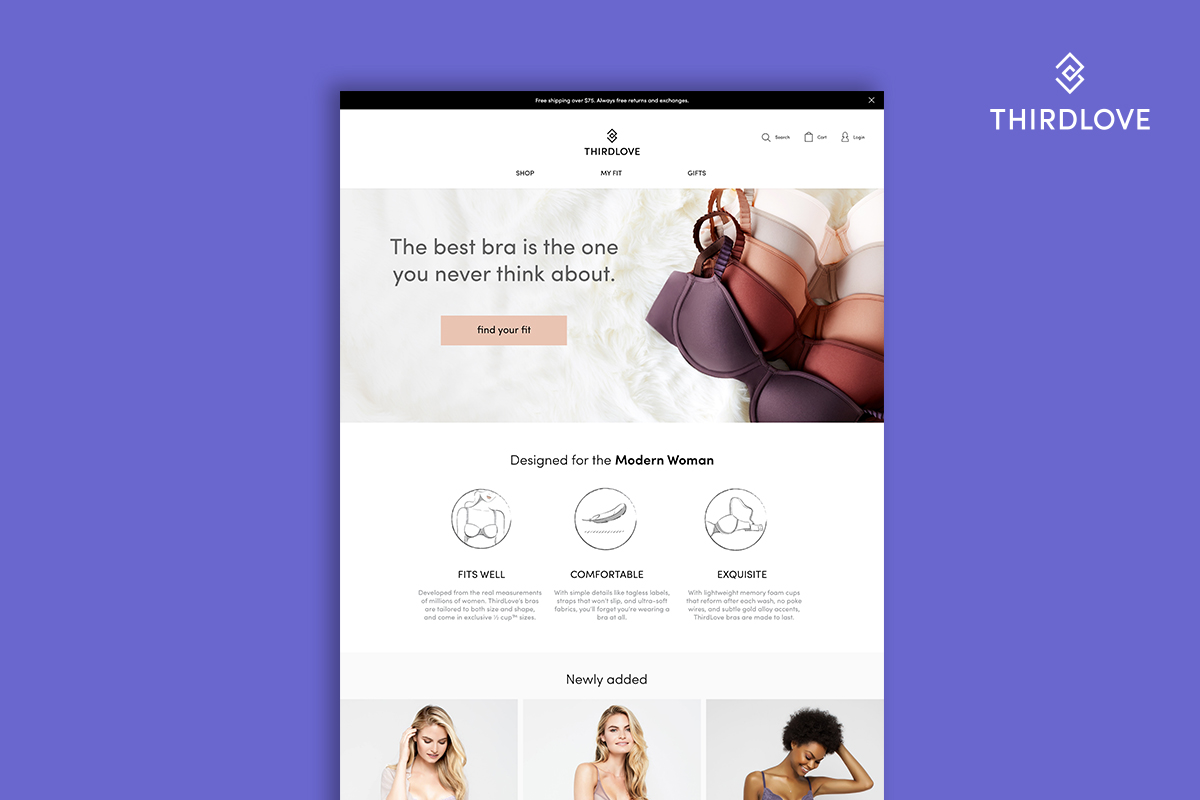 THIRDLOVE
Free shipping over $75. Always free returns and exchanges.
THIRDLOVE
Search
Cart
Login
SHOP
MY FIT
GIFTS
The best bra is the one
you never think about.
find your fit
Designed for the Modern Woman
FITS WELL
Developed from the real measurements
of millions of women. ThirdLove's bras
are tailored to both size and shape,
and come in exclusive ½ cup™ sizes.
COMFORTABLE
With simple details like tagless labels,
straps that won't slip, and ultra-soft
fabrics, you'll forget you're wearing a
bra at all.
EXQUISITE
With lightweight memory foam cups
that reform after each wash, no poke
wires, and subtle gold alloy accents,
ThirdLove bras are made to last.
Newly added